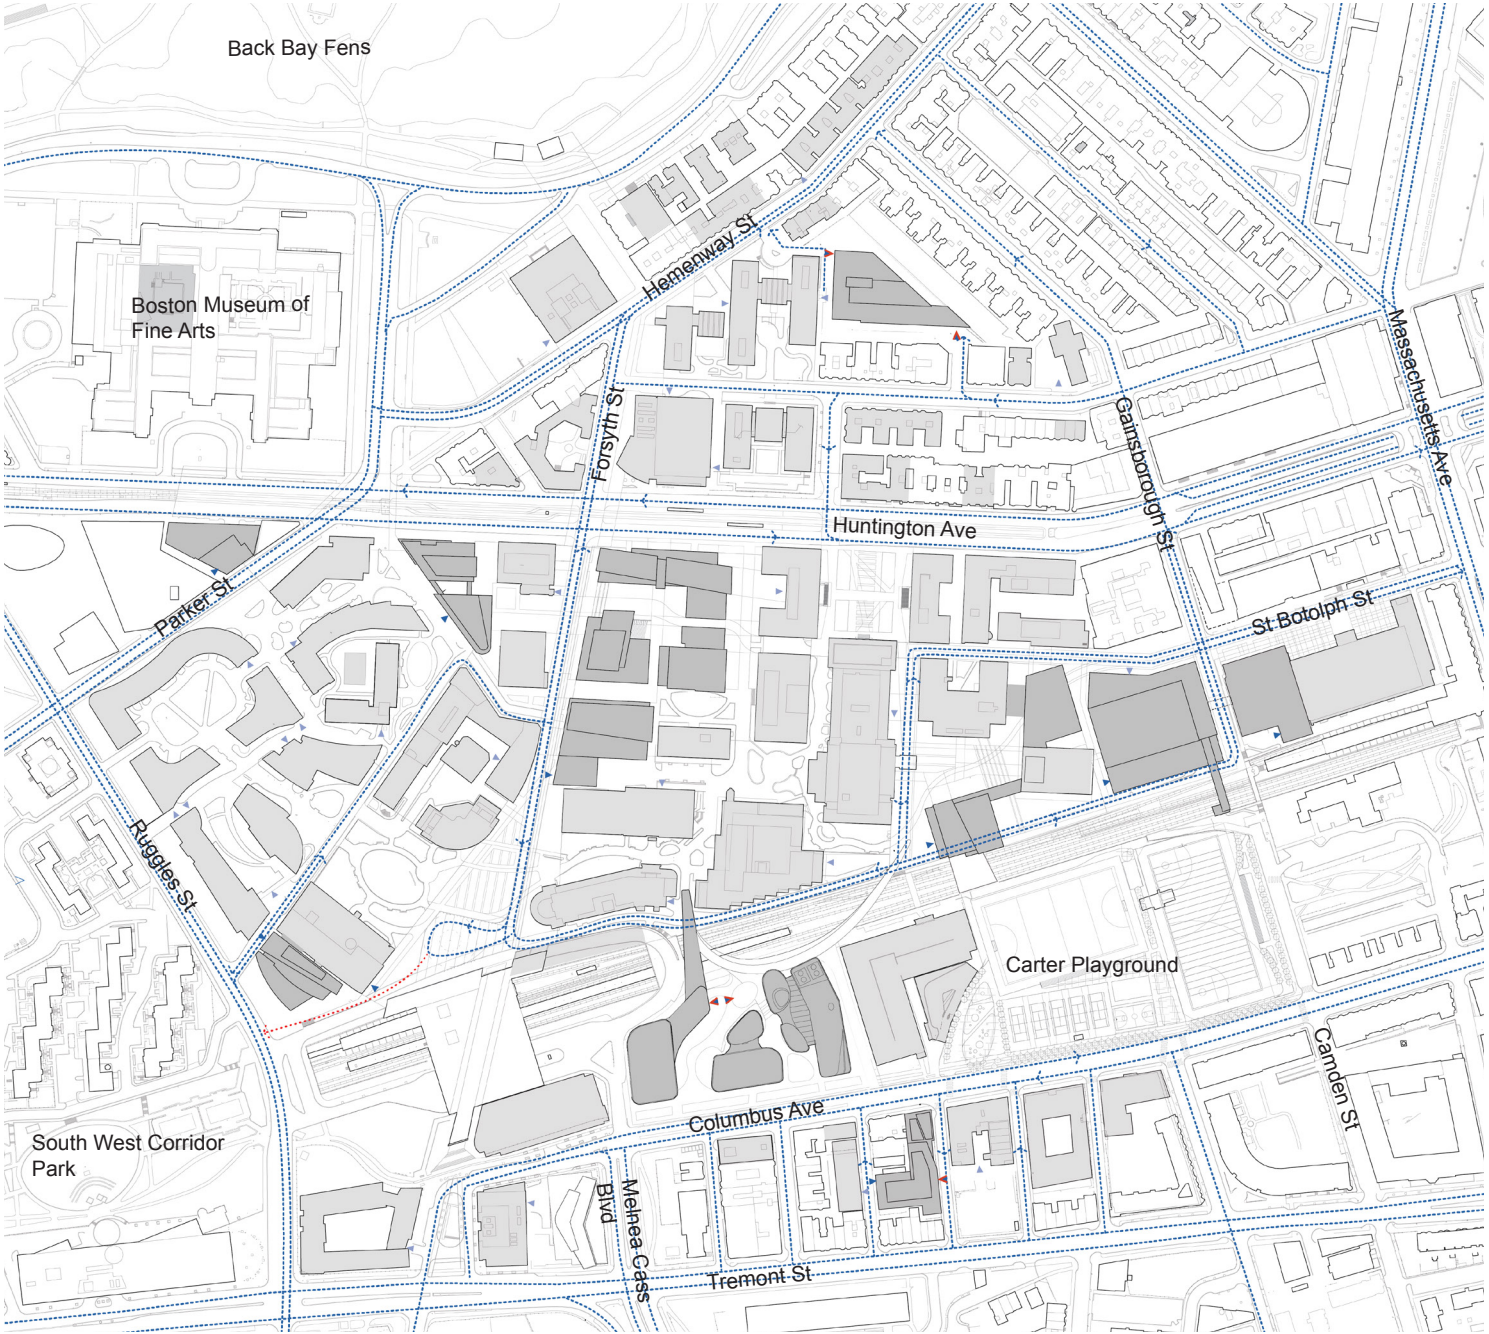 Back Bay Fens
Hemenway St
Boston Museum of
Fine Arts
Massachusetts Ave
Forsyth St
Gainsborough St
Huntington Ave
Parker St
St Botolph St
Ruggles St
Carter Playground
Camden St
Columbus Ave
South West Corridor
Park
Melnea Cass
Blvd
Tremont St